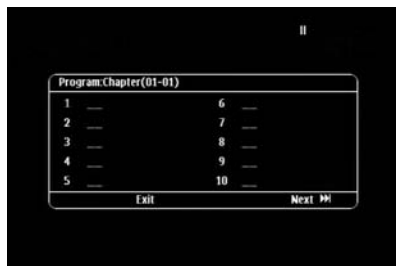 Program:Chapter(01-01)
1 __ 6 __
2 __ 7 __
3 __ 8 __
4 __ 9 __
5 __ 10 __
Exit Next